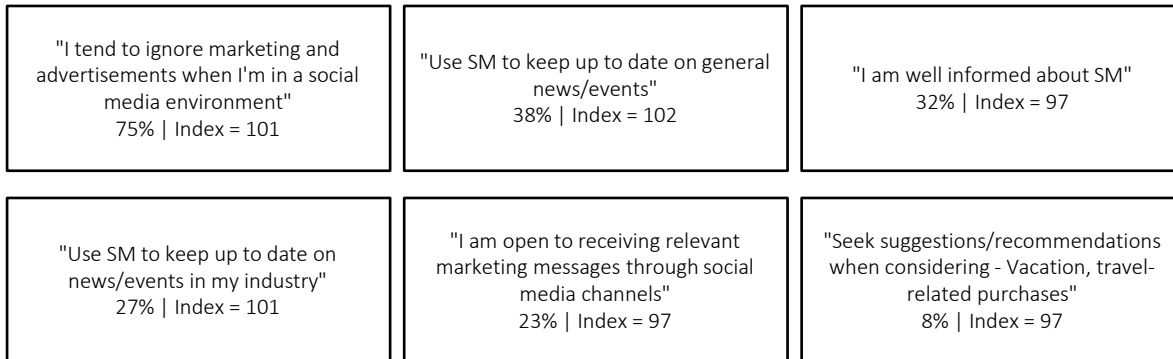 "I tend to ignore marketing and
advertisements when I'm in a social
media environment"
75% | Index = 101
"Use SM to keep up to date on general
news/events"
38% | Index = 102
"I am well informed about SM"
32% | Index = 97
"Use SM to keep up to date on
news/events in my industry"
27% | Index = 101
"I am open to receiving relevant
marketing messages through social
media channels"
23% | Index = 97
"Seek suggestions/recommendations
when considering - Vacation, travel-
related purchases"
8% | Index = 97